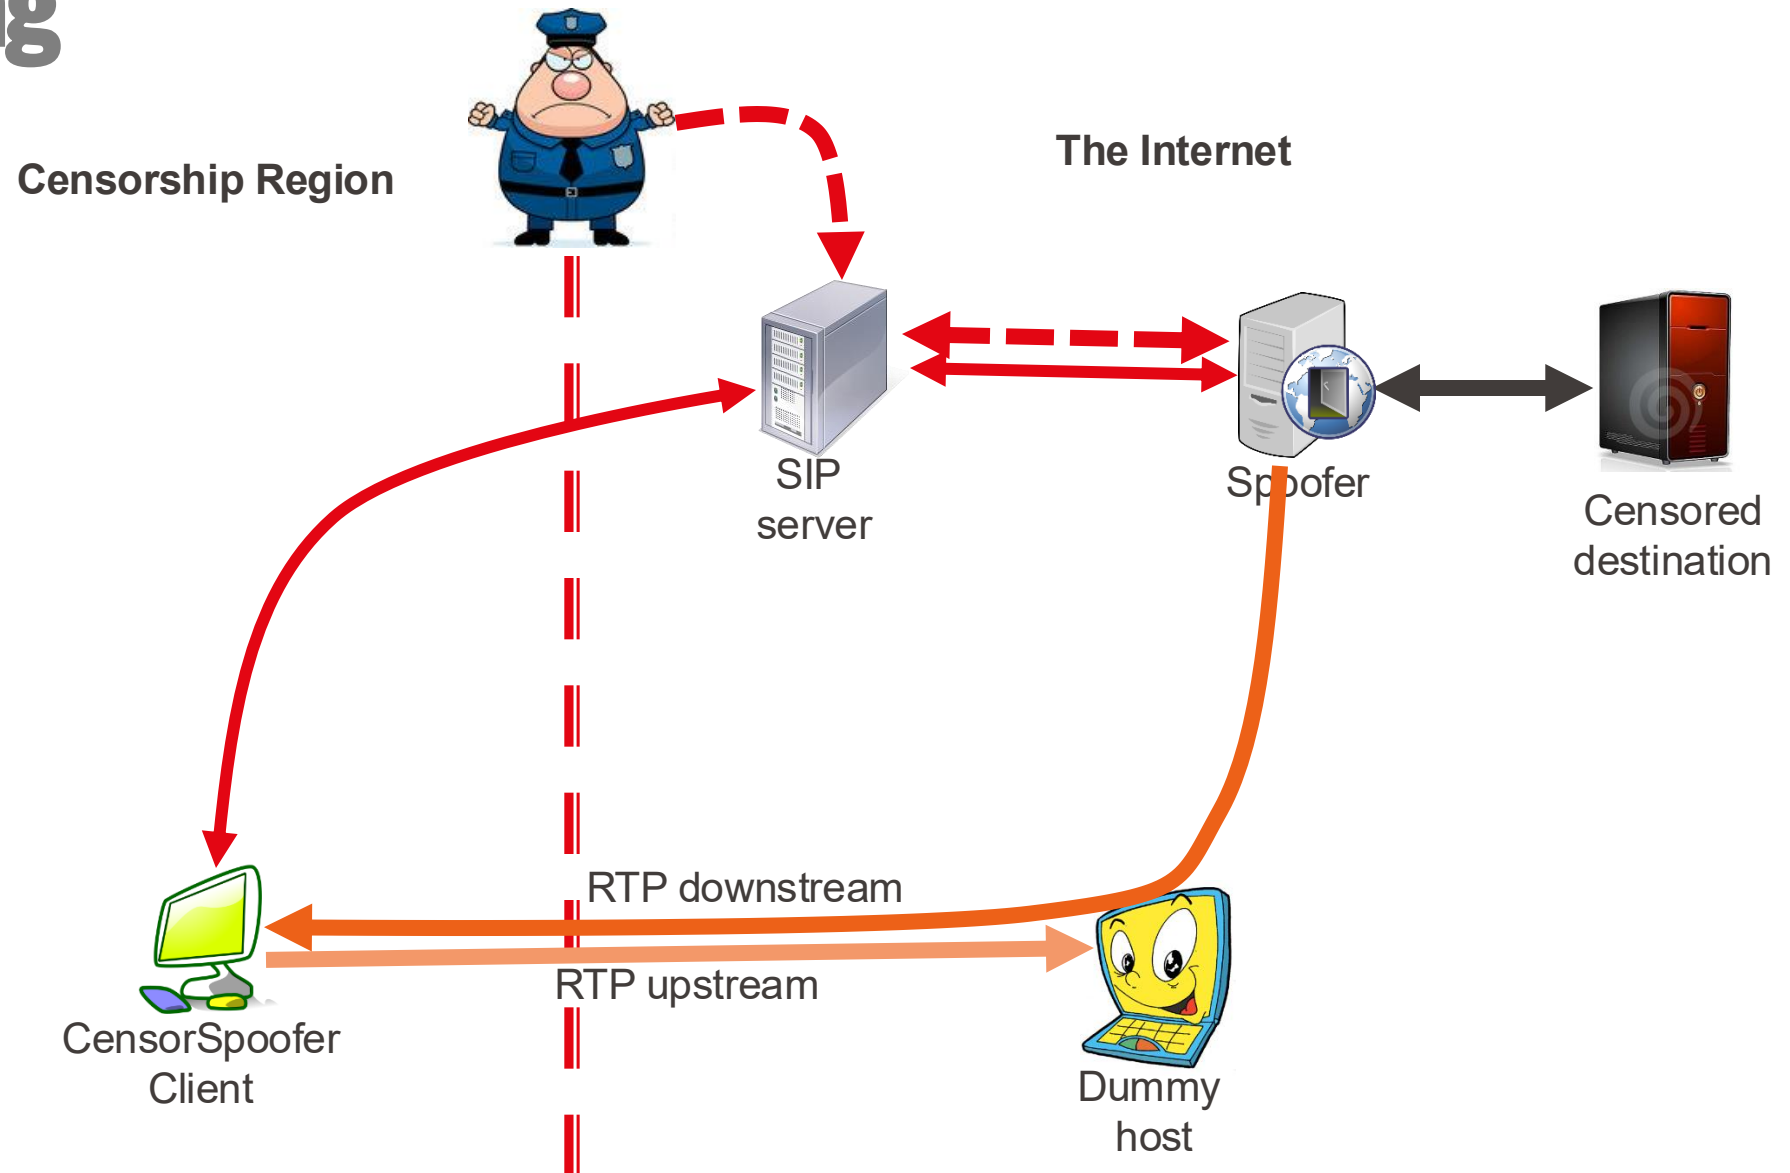 g
Censorship Region
The Internet
SIP
server
Spoofer
Censored
destination
RTP downstream
RTP upstream
CensorSpoofer
Client
Dummy
host